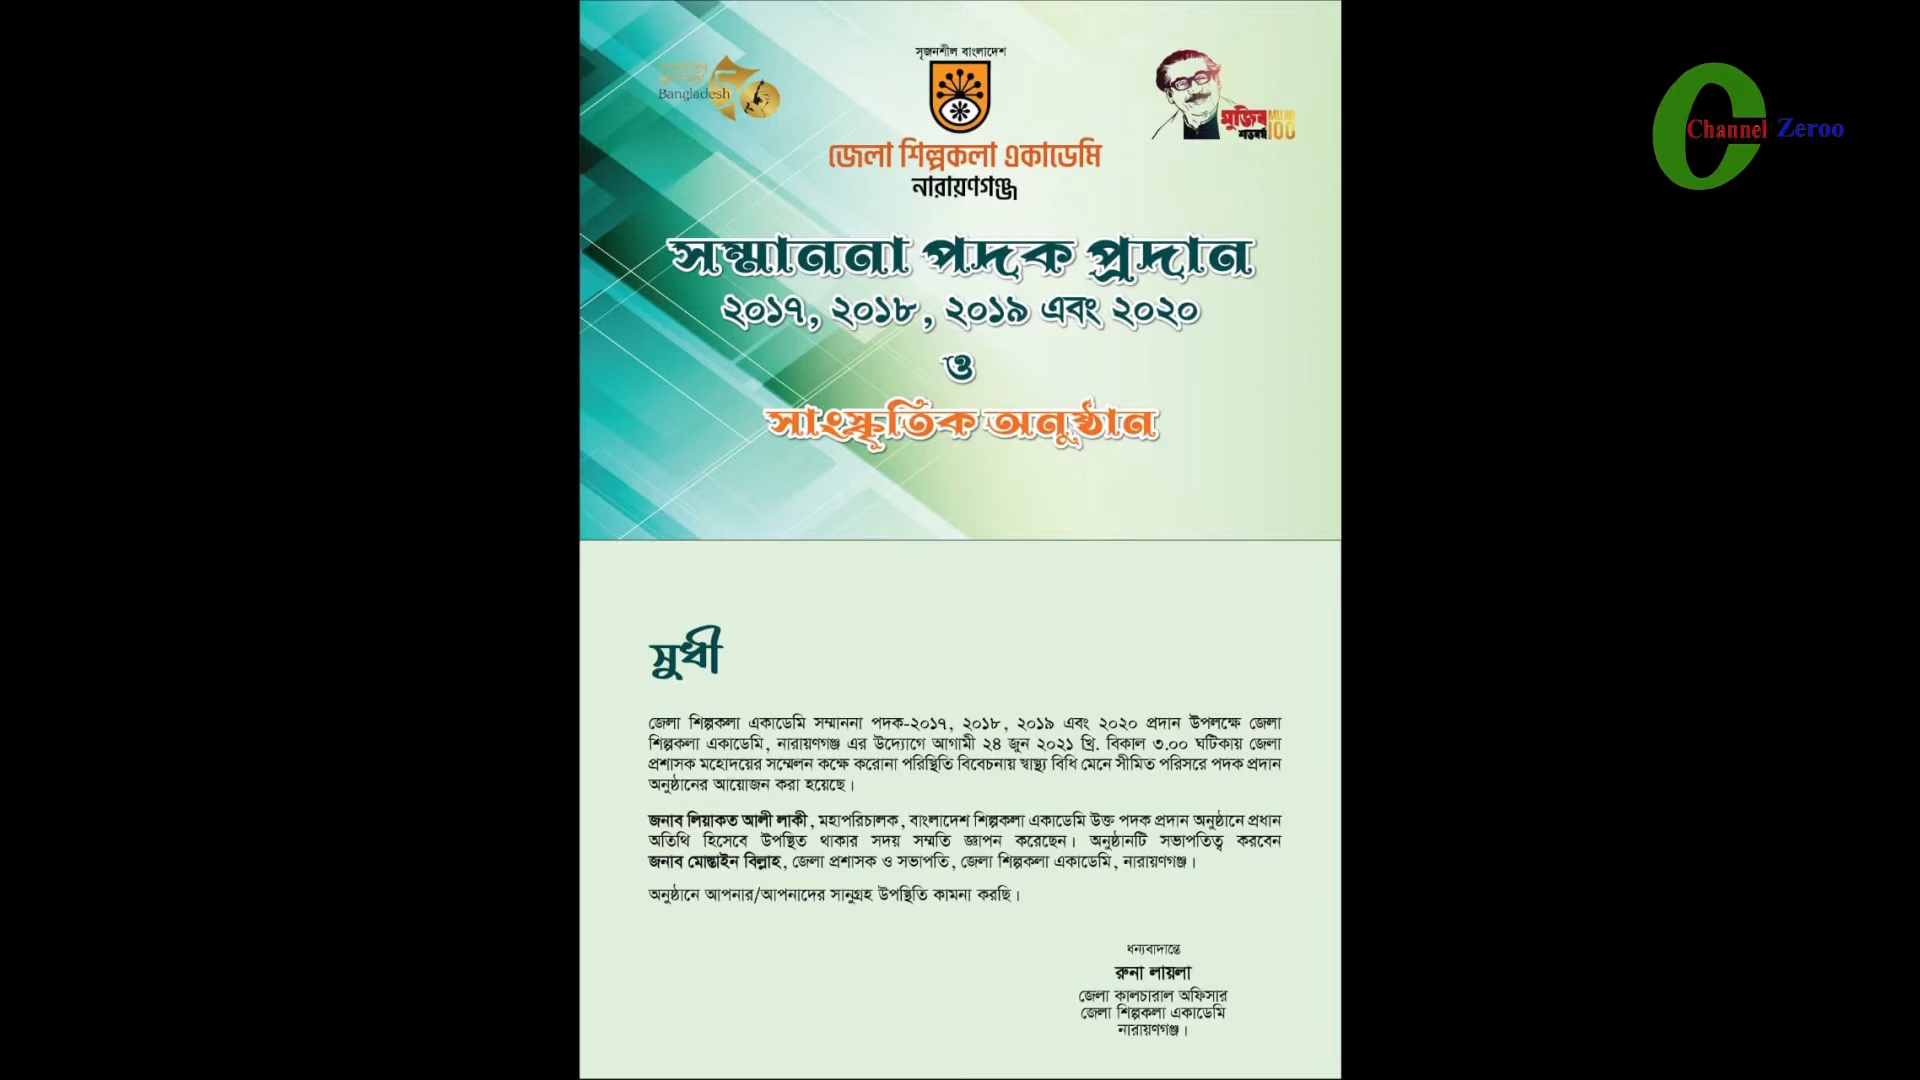 সৃজনশীল বাংলাদেশ
Bangladesh
50
মুজিব
শতবর্ষ
MUJIB
100
Channel Zeroo
জেলা শিল্পকলা একাডেমি
নারায়ণগঞ্জ
সম্মাননা পদক প্রদান
২০১৭, ২০১৮, ২০১৯ এবং ২০২০
ও
সাংস্কৃতিক অনুষ্ঠান
সুধী
জেলা শিল্পকলা একাডেমি সম্মাননা পদক-২০১৭, ২০১৮, ২০১৯ এবং ২০২০ প্রদান উপলক্ষে জেলা
শিল্পকলা একাডেমি, নারায়ণগঞ্জ এর উদ্যোগে আগামী ২৪ জুন ২০২১ খ্রি. বিকাল ৩.০০ ঘটিকায় জেলা
প্রশাসক মহোদয়ের সম্মেলন কক্ষে করোনা পরিস্থিতি বিবেচনায় স্বাস্থ্য বিধি মেনে সীমিত পরিসরে পদক প্রদান
অনুষ্ঠানের আয়োজন করা হয়েছে।
জনাব লিয়াকত আলী লাকী, মহাপরিচালক, বাংলাদেশ শিল্পকলা একাডেমি উক্ত পদক প্রদান অনুষ্ঠানে প্রধান
অতিথি হিসেবে উপস্থিত থাকার সদয় সম্মতি জ্ঞাপন করেছেন। অনুষ্ঠানটি সভাপতিত্ব করবেন
জনাব মোস্তাইন বিল্লাহ, জেলা প্রশাসক ও সভাপতি, জেলা শিল্পকলা একাডেমি, নারায়ণগঞ্জ।
অনুষ্ঠানে আপনার/আপনাদের সানুগ্রহ উপস্থিতি কামনা করছি।
ধন্যবাদান্তে
রুনা লায়লা
জেলা কালচারাল অফিসার
জেলা শিল্পকলা একাডেমি
নারায়ণগঞ্জ।